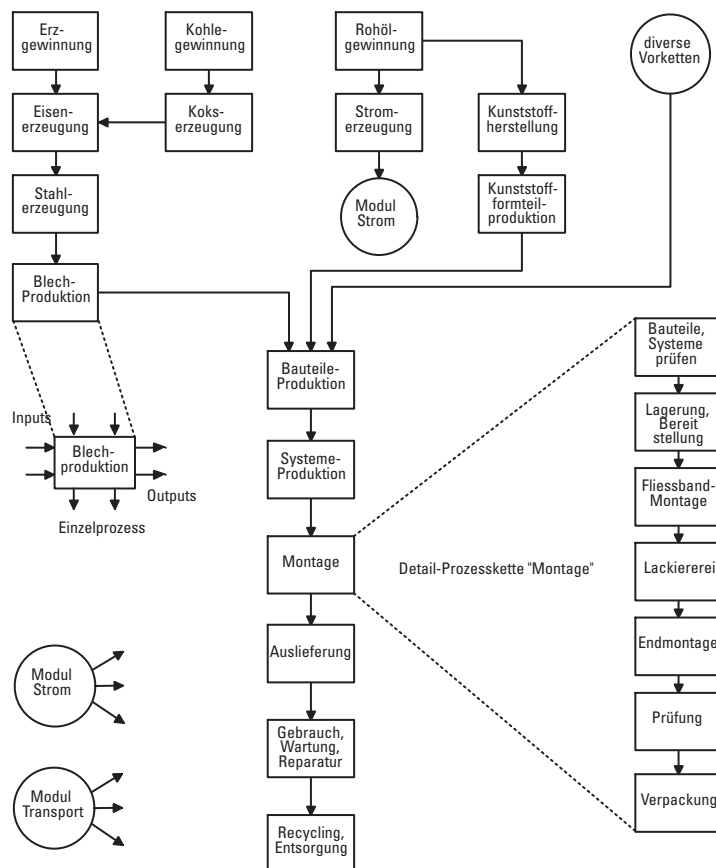 Erz-
gewinnung
Kohle-
gewinnung
Rohöl-
gewinnung
diverse
Vorketten
Eisen-
erzeugung
Koks-
erzeugung
Strom-
erzeugung
Kunststoff-
herstellung
Stahl-
erzeugung
Modul
Strom
Kunststoff-
formteil-
produktion
Blech-
Produktion
Bauteile-
Produktion
Bauteile,
Systeme
prüfen
Inputs
Blech-
produktion
Outputs
Einzelprozess
Systeme-
Produktion
Lagerung,
Bereit
stellung
Fliessband-
Montage
Montage
Detail-Prozesskette "Montage"
Lackiererei
Auslieferung
Endmontage
Modul
Strom
Gebrauch,
Wartung,
Reparatur
Prüfung
Modul
Transport
Verpackung
Recycling,
Entsorgung